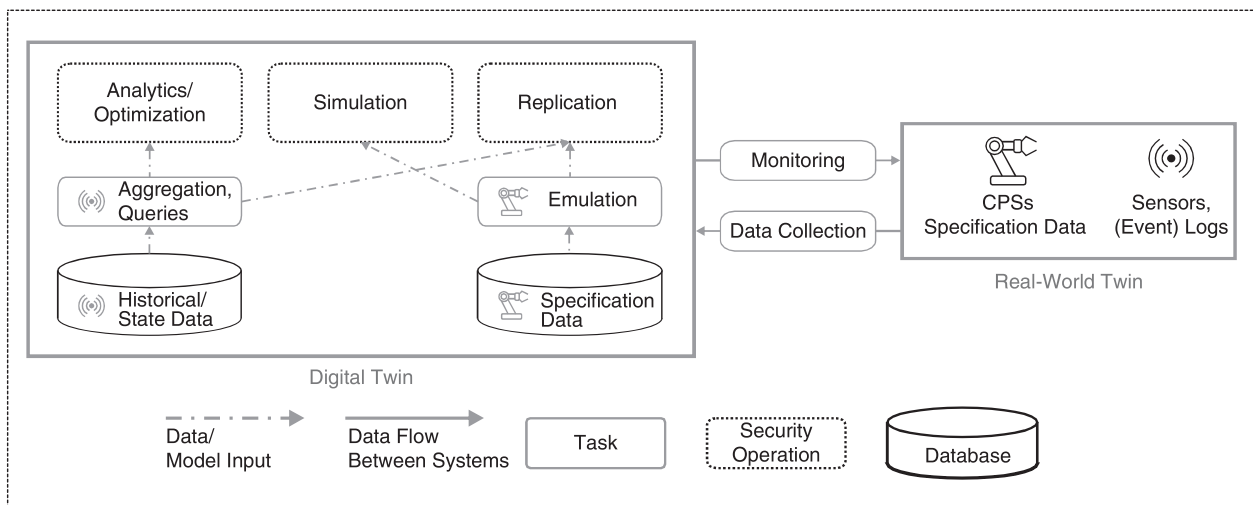 Analytics/
Optimization
Simulation
Replication
Aggregation,
Queries
Emulation
Historical/
State Data
Specification
Data
Digital Twin
Monitoring
Data Collection
CPSs
Specification Data
Sensors,
(Event) Logs
Real-World Twin
Data/
Model Input
Data Flow
Between Systems
Task
Security
Operation
Database